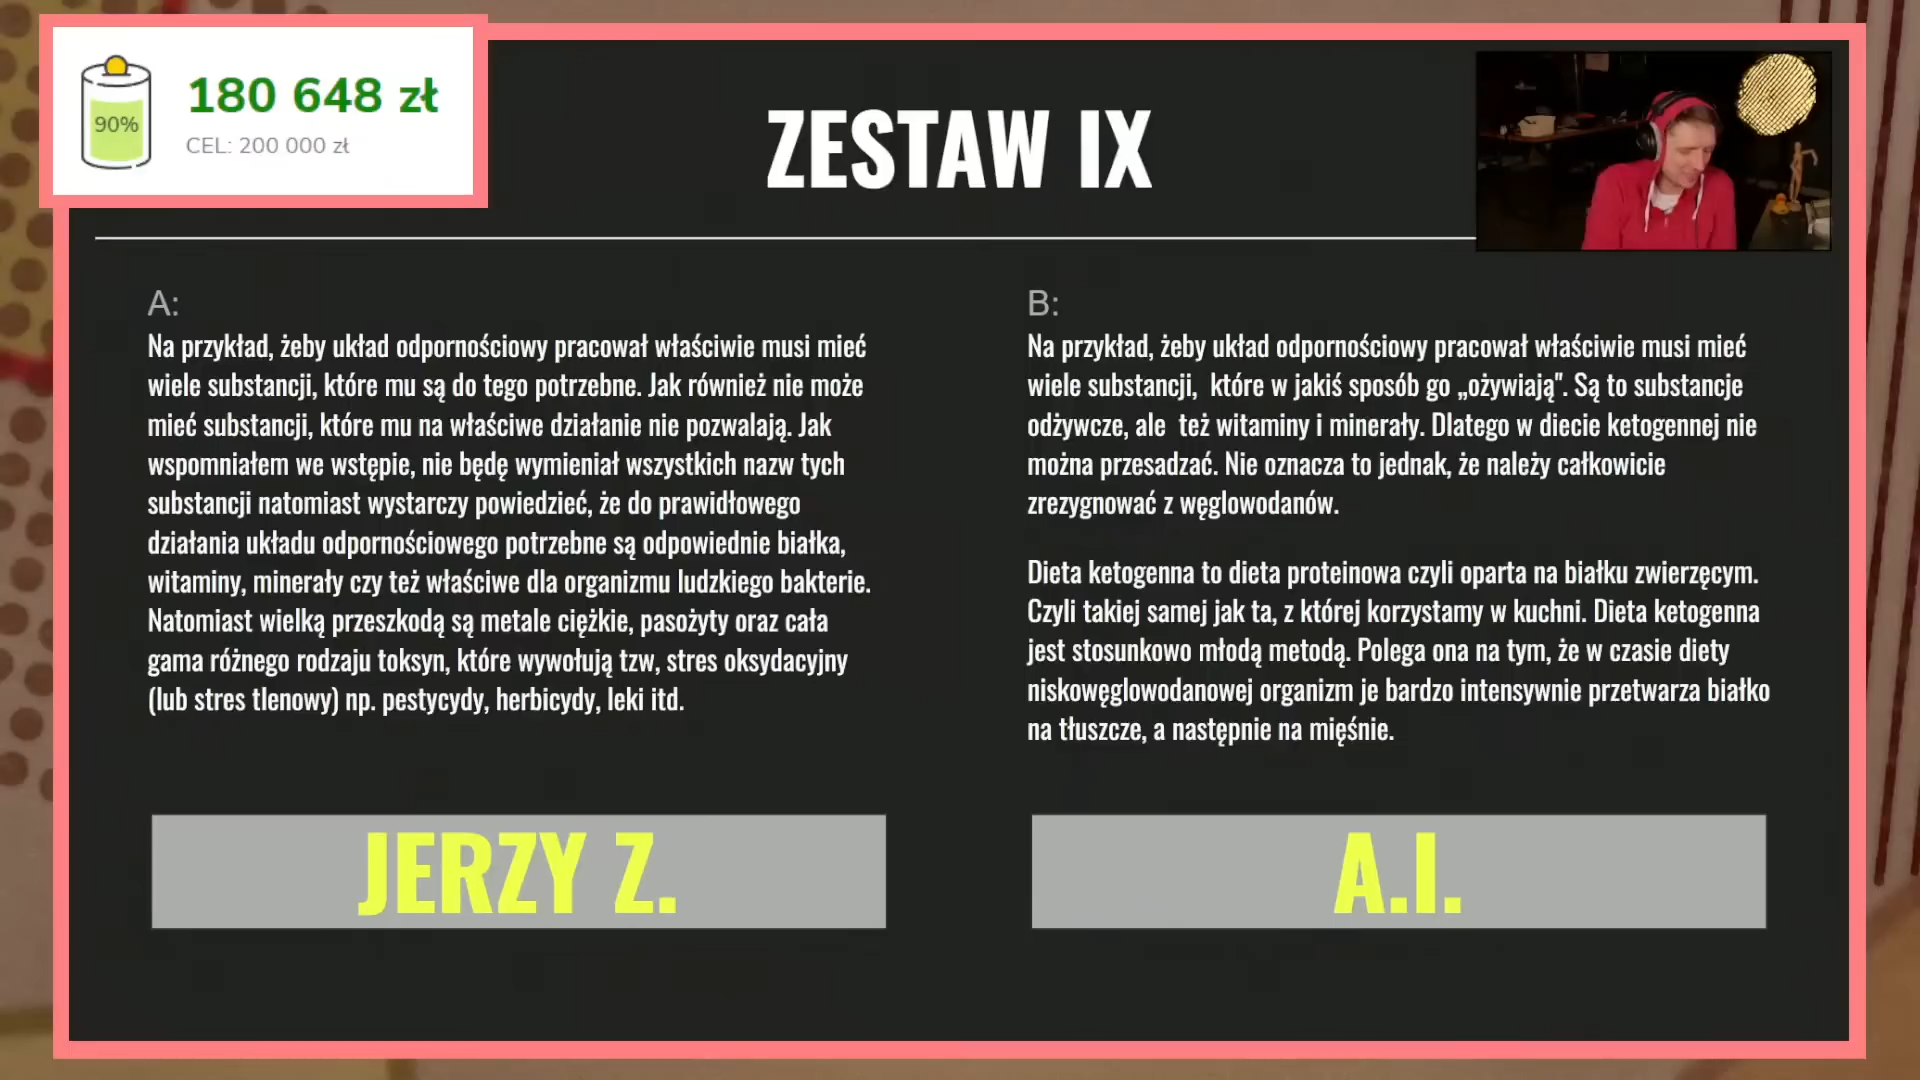 180 648 zł
90%
CEL: 200 000 zł
ZESTAW IX
A:
Na przykład, żeby układ odpornościowy pracował właściwie musi mieć
wiele substancji, które mu są do tego potrzebne. Jak również nie może
mieć substancji, które mu na właściwe działanie nie pozwalają. Jak
wspomniałem we wstępie, nie będę wymieniał wszystkich nazw tych
substancji natomiast wystarczy powiedzieć, że do prawidłowego
działania układu odpornościowego potrzebne są odpowiednie białka,
witaminy, minerały czy też właściwe dla organizmu ludzkiego bakterie.
Natomiast wielką przeszkodą są metale ciężkie, pasożyty oraz cała
gama różnego rodzaju toksyn, które wywołują tzw, stres oksydacyjny
(lub stres tlenowy) np. pestycydy, herbicydy, leki itd.
JERZY Z.
B:
Na przykład, żeby układ odpornościowy pracował właściwie musi mieć
wiele substancji,  które w jakiś sposób go „ożywiają". Są to substancje
odżywcze, ale  też witaminy i minerały. Dlatego w diecie ketogennej nie
można przesadzać. Nie oznacza to jednak, że należy całkowicie
zrezygnować z węglowodanów.
Dieta ketogenna to dieta proteinowa czyli oparta na białku zwierzęcym.
Czyli takiej samej jak ta, z której korzystamy w kuchni. Dieta ketogenna
jest stosunkowo młodą metodą. Polega ona na tym, że w czasie diety
niskowęglowodanowej organizm je bardzo intensywnie przetwarza białko
na tłuszcze, a następnie na mięśnie.
A.I.